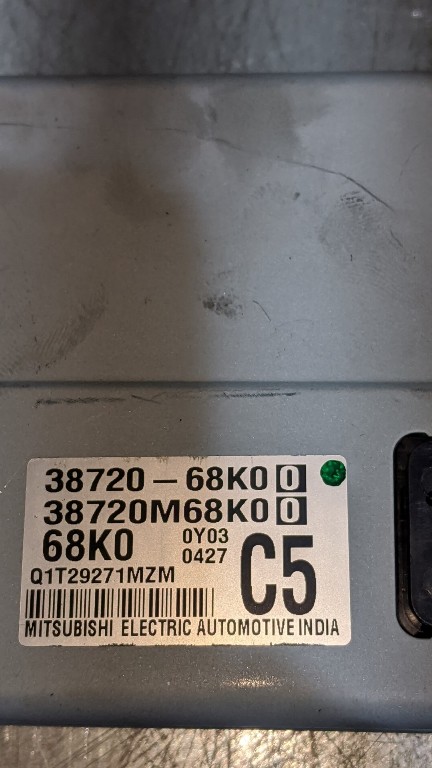 38720-68K00
38720M68K00
68K0 0Y03
0427
C5
Q1T29271MZM
MITSUBISHI ELECTRIC AUTOMOTIVE INDIA